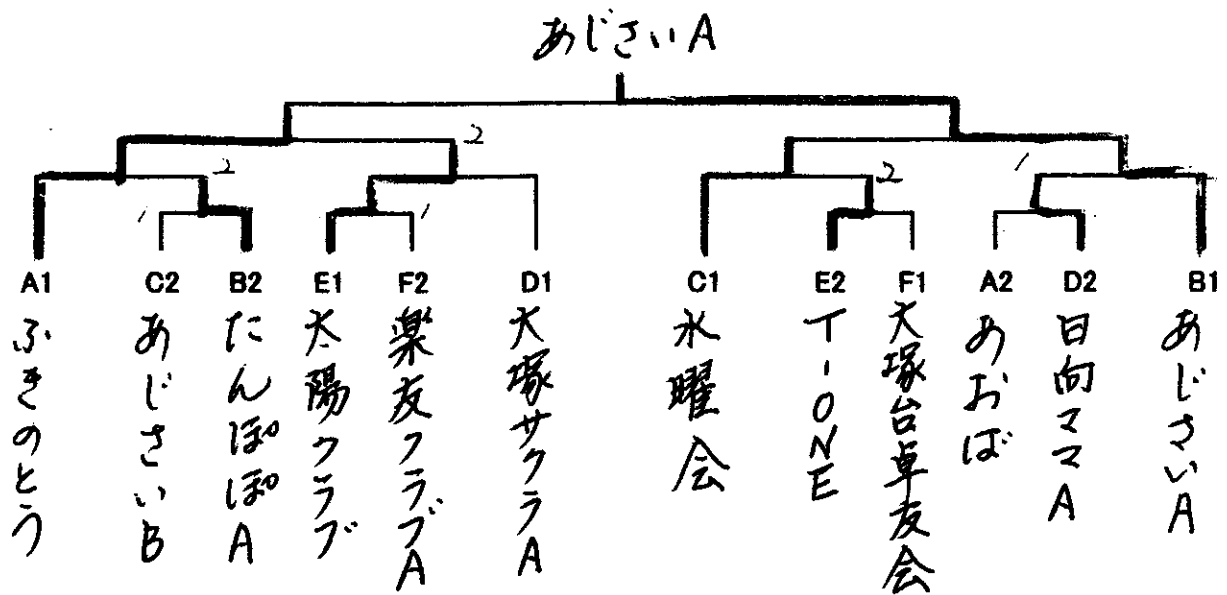 あじさいA
2
2
1
1
1
2
1
A1
C2
B2
E1
F2
D1
C1
E2
F1
A2
D2
B1
ふきのとう
あじさいB
たんぽぽA
太陽クラブ
楽友クラブA
大塚サクラA
水曜会
T-ONE
大塚台卓友会
あおば
日向ママA
あじさいA